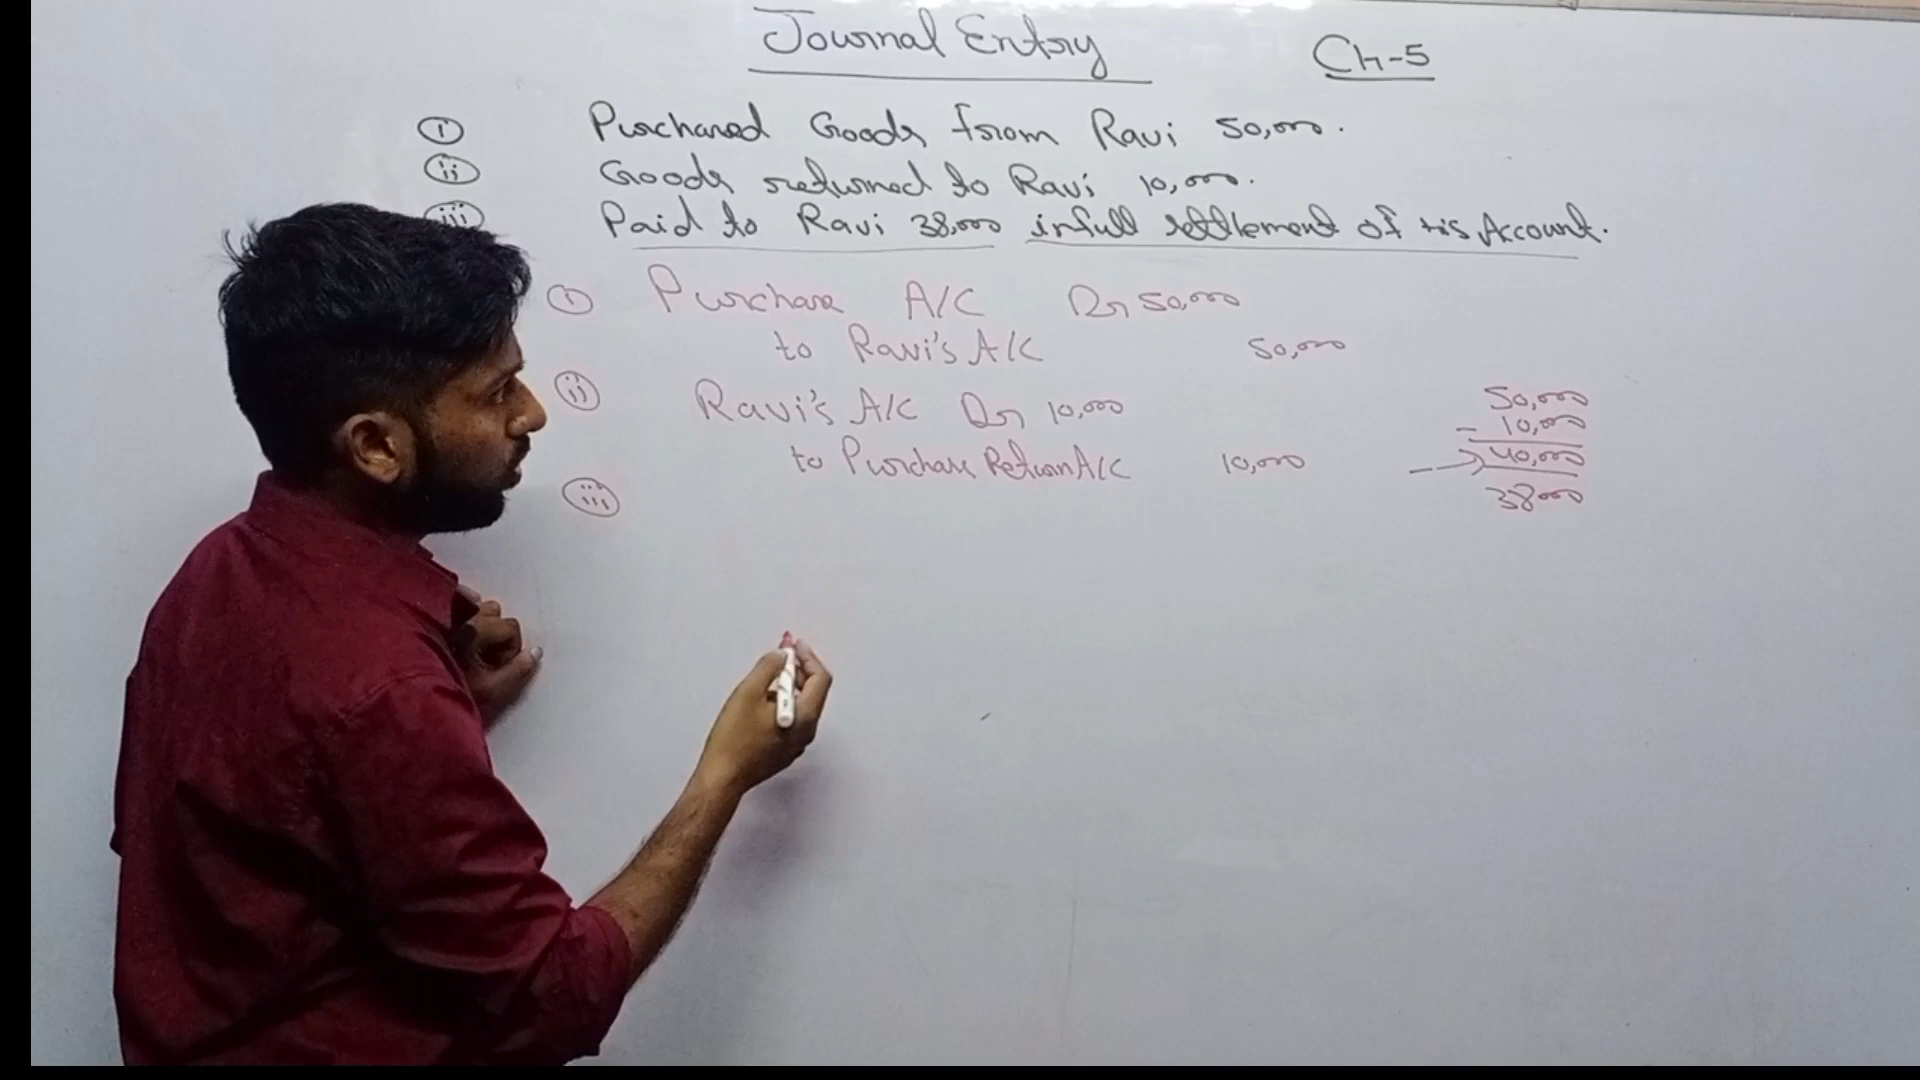 Journal Entry
Ch-5
(i) Purchased Goods from Ravi 50,000.
(ii) Goods returned to Ravi 10,000.
(iii) Paid to Ravi 38,000 in full settlement of his Account.
(i) Purchase A/C Dr 50,000
to Ravi's A/C 50,000
(ii) Ravi's A/C Dr 10,000
to Purchase Return A/C 10,000
(iii)
50,000
- 10,000
→ 40,000
38000